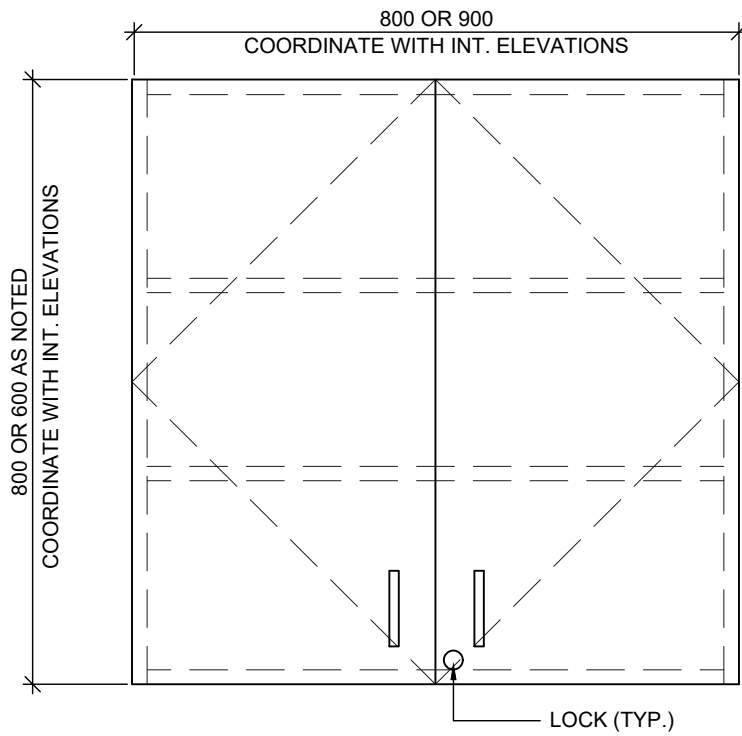 800 OR 900
COORDINATE WITH INT. ELEVATIONS
800 OR 600 AS NOTED
COORDINATE WITH INT. ELEVATIONS
LOCK (TYP.)